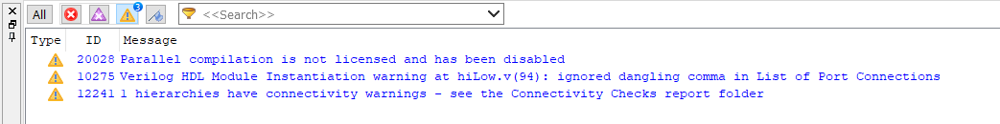 All 3 <<Search>>
Type ID Message
20028 Parallel compilation is not licensed and has been disabled
10275 Verilog HDL Module Instantiation warning at hiLow.v(94): ignored dangling comma in List of Port Connections
12241 1 hierarchies have connectivity warnings - see the Connectivity Checks report folder